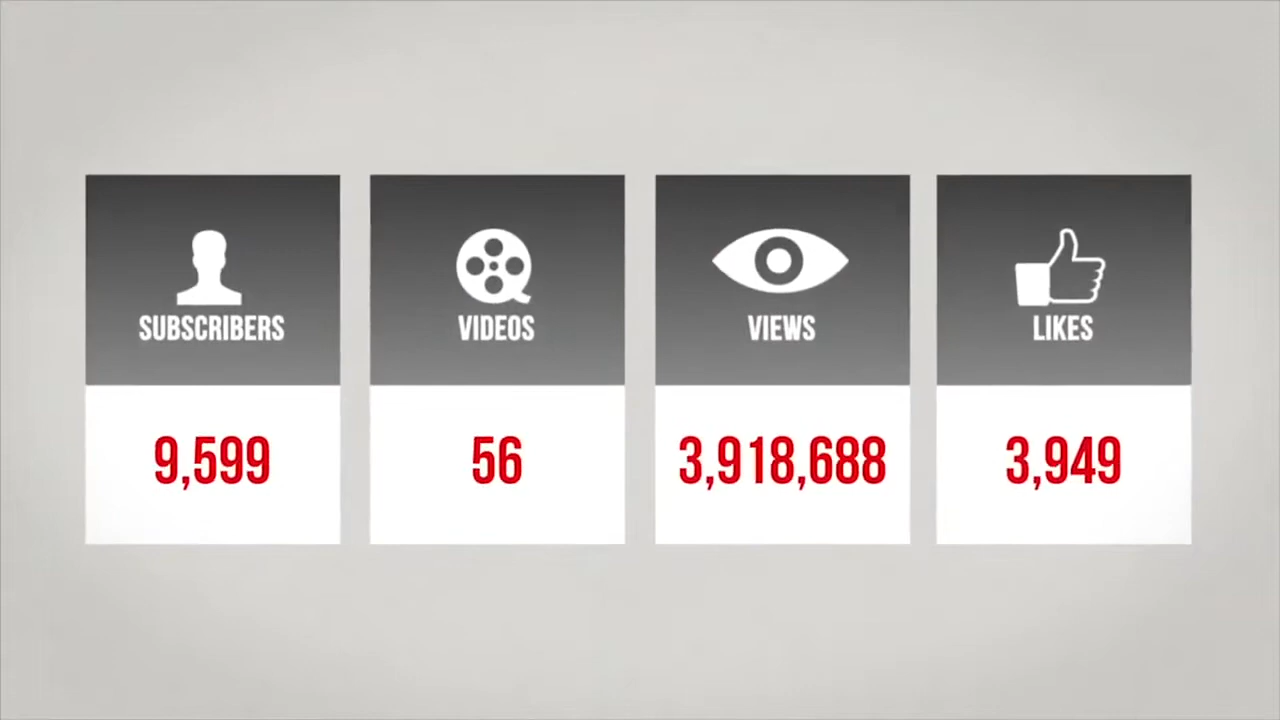 SUBSCRIBERS
9,599
VIDEOS
56
VIEWS
3,918,688
LIKES
3,949